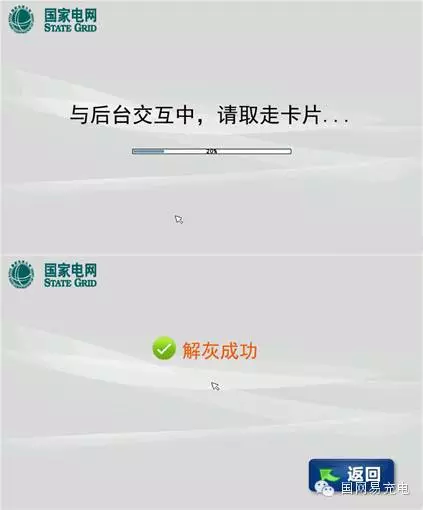 国家电网
STATE GRID
与后台交互中，请取走卡片...
20%
国家电网
STATE GRID
解灰成功
返回
国网易充电